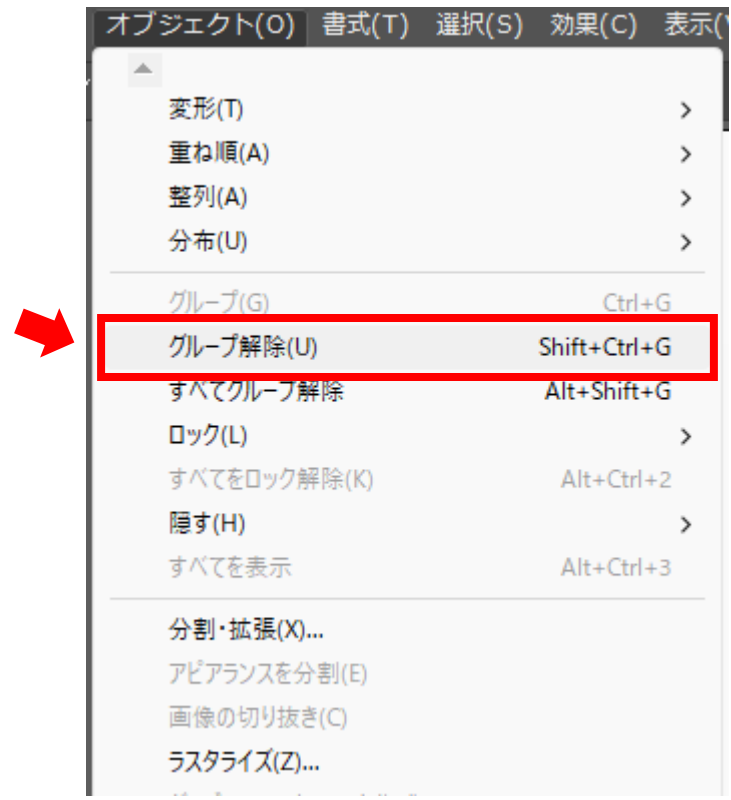 オブジェクト(O) 書式(T) 選択(S) 効果(C) 表示(
変形(T)
重ね順(A)
整列(A)
分布(U)
グループ(G) Ctrl+G
グループ解除(U) Shift+Ctrl+G
すべてグループ解除 Alt+Shift+G
ロック(L)
すべてをロック解除(K) Alt+Ctrl+2
隠す(H)
すべてを表示 Alt+Ctrl+3
分割・拡張(X)...
アピアランスを分割(E)
画像の切り抜き(C)
ラスタライズ(Z)...